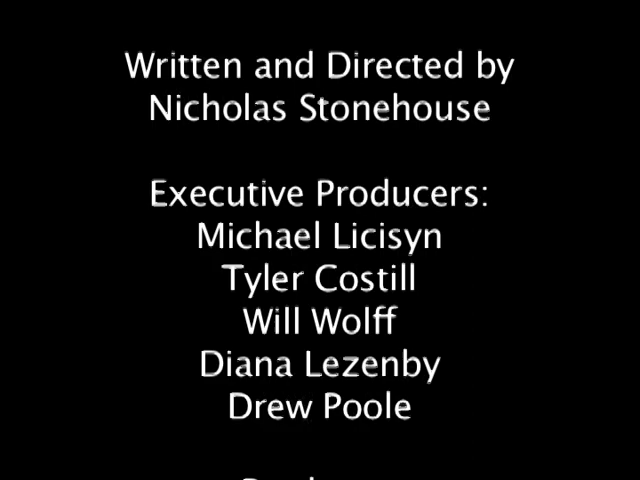 Written and Directed by
Nicholas Stonehouse
Executive Producers:
Michael Licisyn
Tyler Costill
Will Wolff
Diana Lezenby
Drew Poole